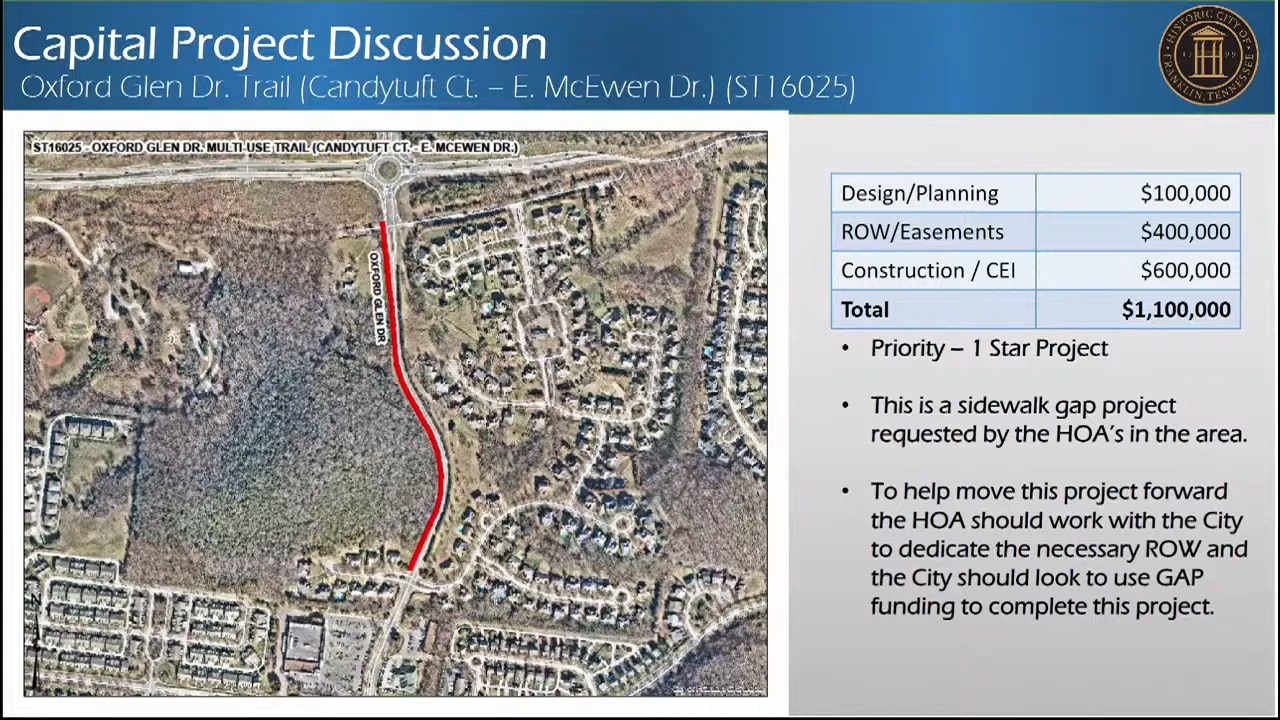 Capital Project Discussion
Oxford Glen Dr. Trail (Candytuft Ct. – E. McEwen Dr.) (ST16025)
HISTORIC CITY OF
FRANKLIN, TENNESSEE
ST16025 - OXFORD GLEN DR. MULTI-USE TRAIL (CANDYTUFT CT. - E. MCEWEN DR.)
OXFORD GLEN DR
Design/Planning $100,000
ROW/Easements $400,000
Construction / CEI $600,000
Total $1,100,000
• Priority – 1 Star Project
• This is a sidewalk gap project
requested by the HOA's in the area.
• To help move this project forward
the HOA should work with the City
to dedicate the necessary ROW and
the City should look to use GAP
funding to complete this project.